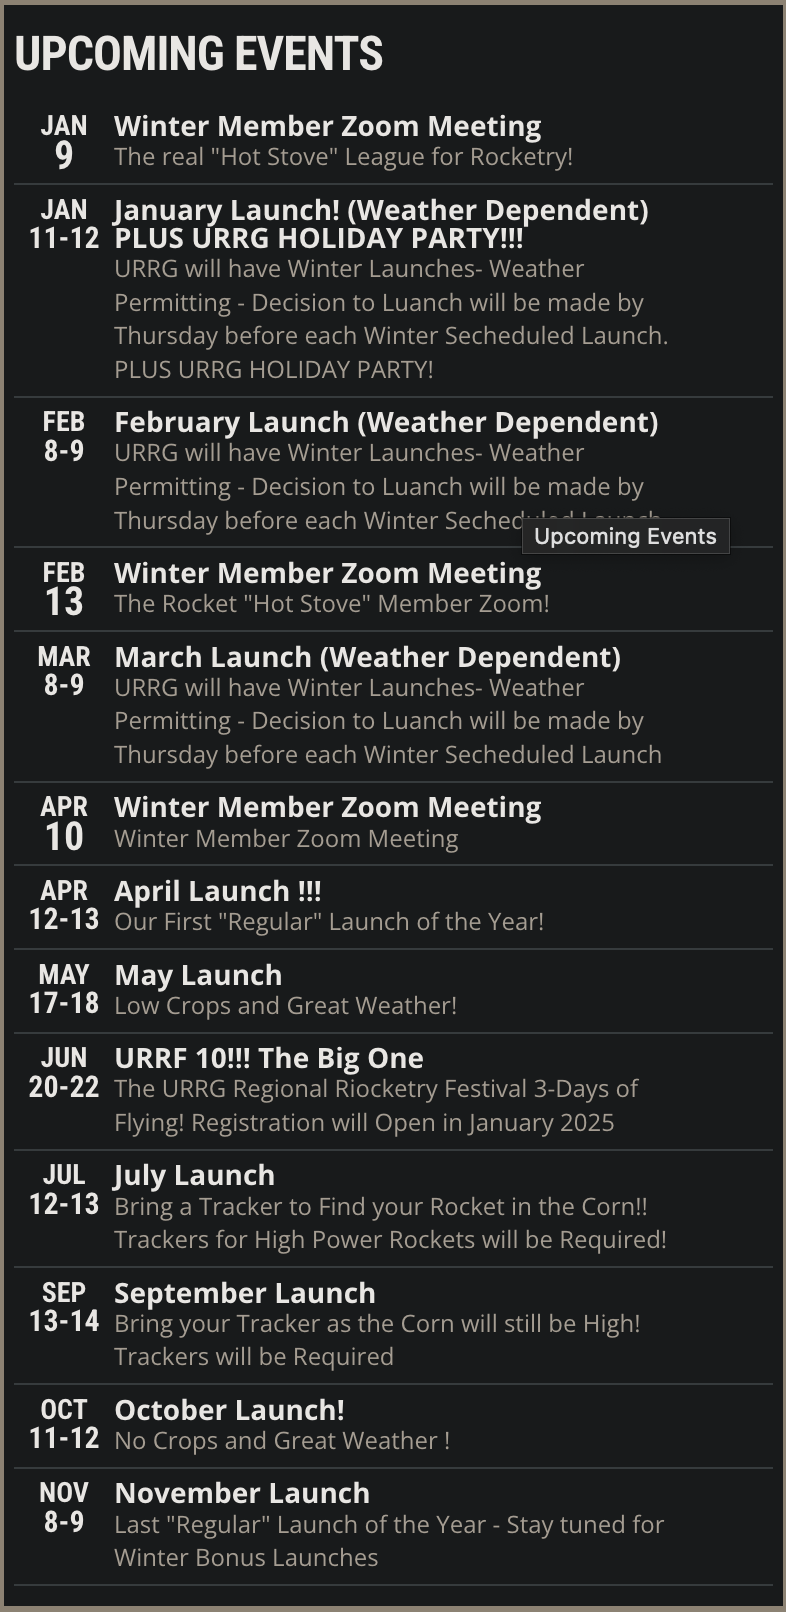 UPCOMING EVENTS
JAN
9
Winter Member Zoom Meeting
The real "Hot Stove" League for Rocketry!
JAN
11-12
January Launch! (Weather Dependent)
PLUS URRG HOLIDAY PARTY!!!
URRG will have Winter Launches- Weather
Permitting - Decision to Luanch will be made by
Thursday before each Winter Secheduled Launch.
PLUS URRG HOLIDAY PARTY!
FEB
8-9
February Launch (Weather Dependent)
URRG will have Winter Launches- Weather
Permitting - Decision to Luanch will be made by
Thursday before each Winter Secheduled Launch
Upcoming Events
FEB
13
Winter Member Zoom Meeting
The Rocket "Hot Stove" Member Zoom!
MAR
8-9
March Launch (Weather Dependent)
URRG will have Winter Launches- Weather
Permitting - Decision to Luanch will be made by
Thursday before each Winter Secheduled Launch
APR
10
Winter Member Zoom Meeting
Winter Member Zoom Meeting
APR
12-13
April Launch !!!
Our First "Regular" Launch of the Year!
MAY
17-18
May Launch
Low Crops and Great Weather!
JUN
20-22
URRF 10!!! The Big One
The URRG Regional Riocketry Festival 3-Days of
Flying! Registration will Open in January 2025
JUL
12-13
July Launch
Bring a Tracker to Find your Rocket in the Corn!!
Trackers for High Power Rockets will be Required!
SEP
13-14
September Launch
Bring your Tracker as the Corn will still be High!
Trackers will be Required
OCT
11-12
October Launch!
No Crops and Great Weather !
NOV
8-9
November Launch
Last "Regular" Launch of the Year - Stay tuned for
Winter Bonus Launches